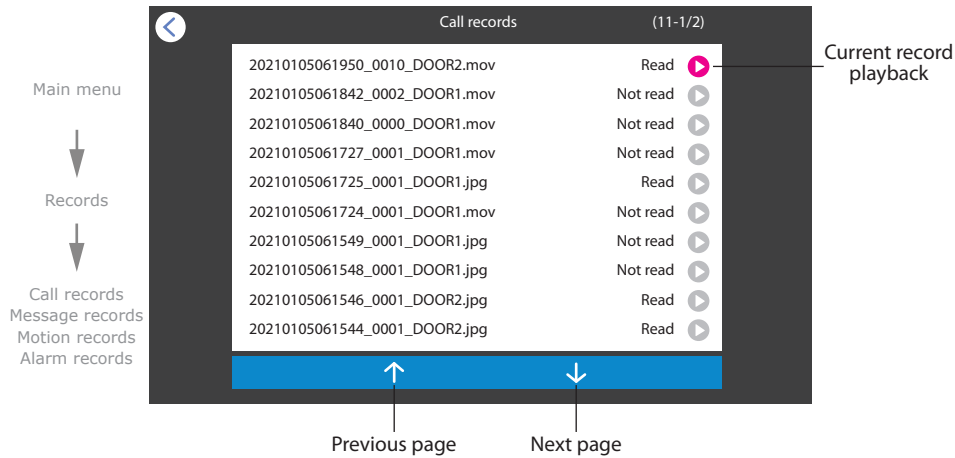 Call records (11-1/2)
20210105061950_0010_DOOR2.mov Read
20210105061842_0002_DOOR1.mov Not read
20210105061840_0000_DOOR1.mov Not read
20210105061727_0001_DOOR1.mov Not read
20210105061725_0001_DOOR1.jpg Read
20210105061724_0001_DOOR1.mov Not read
20210105061549_0001_DOOR1.jpg Not read
20210105061548_0001_DOOR1.jpg Not read
20210105061546_0001_DOOR2.jpg Read
20210105061544_0001_DOOR2.jpg Read
Current record
playback
Main menu
Records
Call records
Message records
Motion records
Alarm records
Previous page
Next page